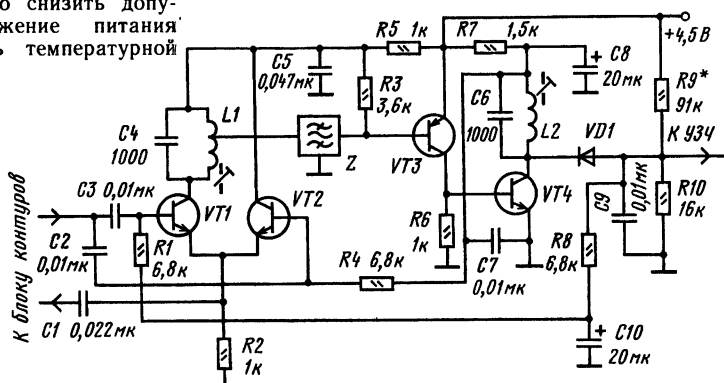 о снизить допу-
жение питания
ь температурной
R5 1к
R7
1,5к
+4,5 В
C5
0,047мк
R3
3,6к
+ C8
20мк
R9*
91к
C6
1000
L2
C4
1000
L1
Z
VT3
VD1
К УЗЧ
C3 0,01мк
VT1
VT2
VT4
C9
0,01мк
R10
16к
К блоку контуров
C2
0,01мк
R1
6,8к
R4 6,8к
R6
1к
C7
0,01мк
R8
6,8к
C1 0,022мк
R2
1к
+ C10
20мк